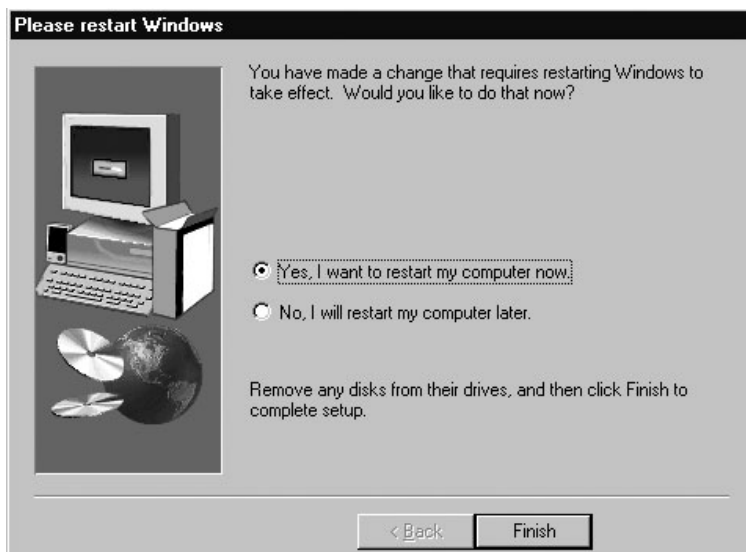 Please restart Windows
You have made a change that requires restarting Windows to
take effect.  Would you like to do that now?
Yes, I want to restart my computer now.
No, I will restart my computer later.
Remove any disks from their drives, and then click Finish to
complete setup.
< Back
Finish